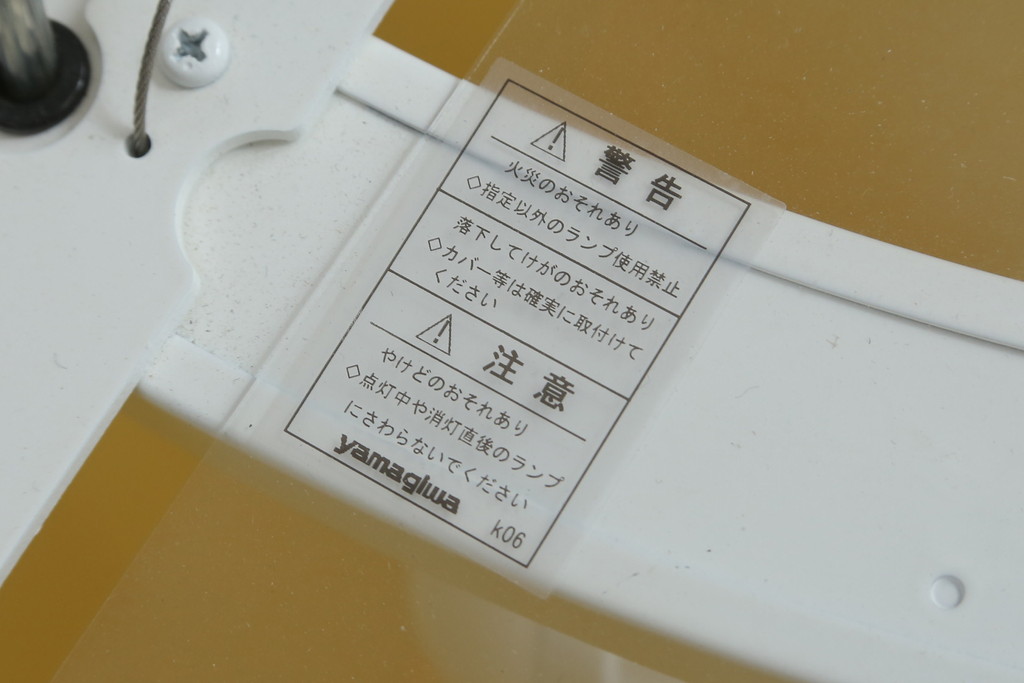 警告
火災のおそれあり
◇指定以外のランプ使用禁止
落下してけがのおそれあり
◇カバー等は確実に取付けて
ください
注意
やけどのおそれあり
◇点灯中や消灯直後のランプ
にさわらないでください
yamagiwa
k06